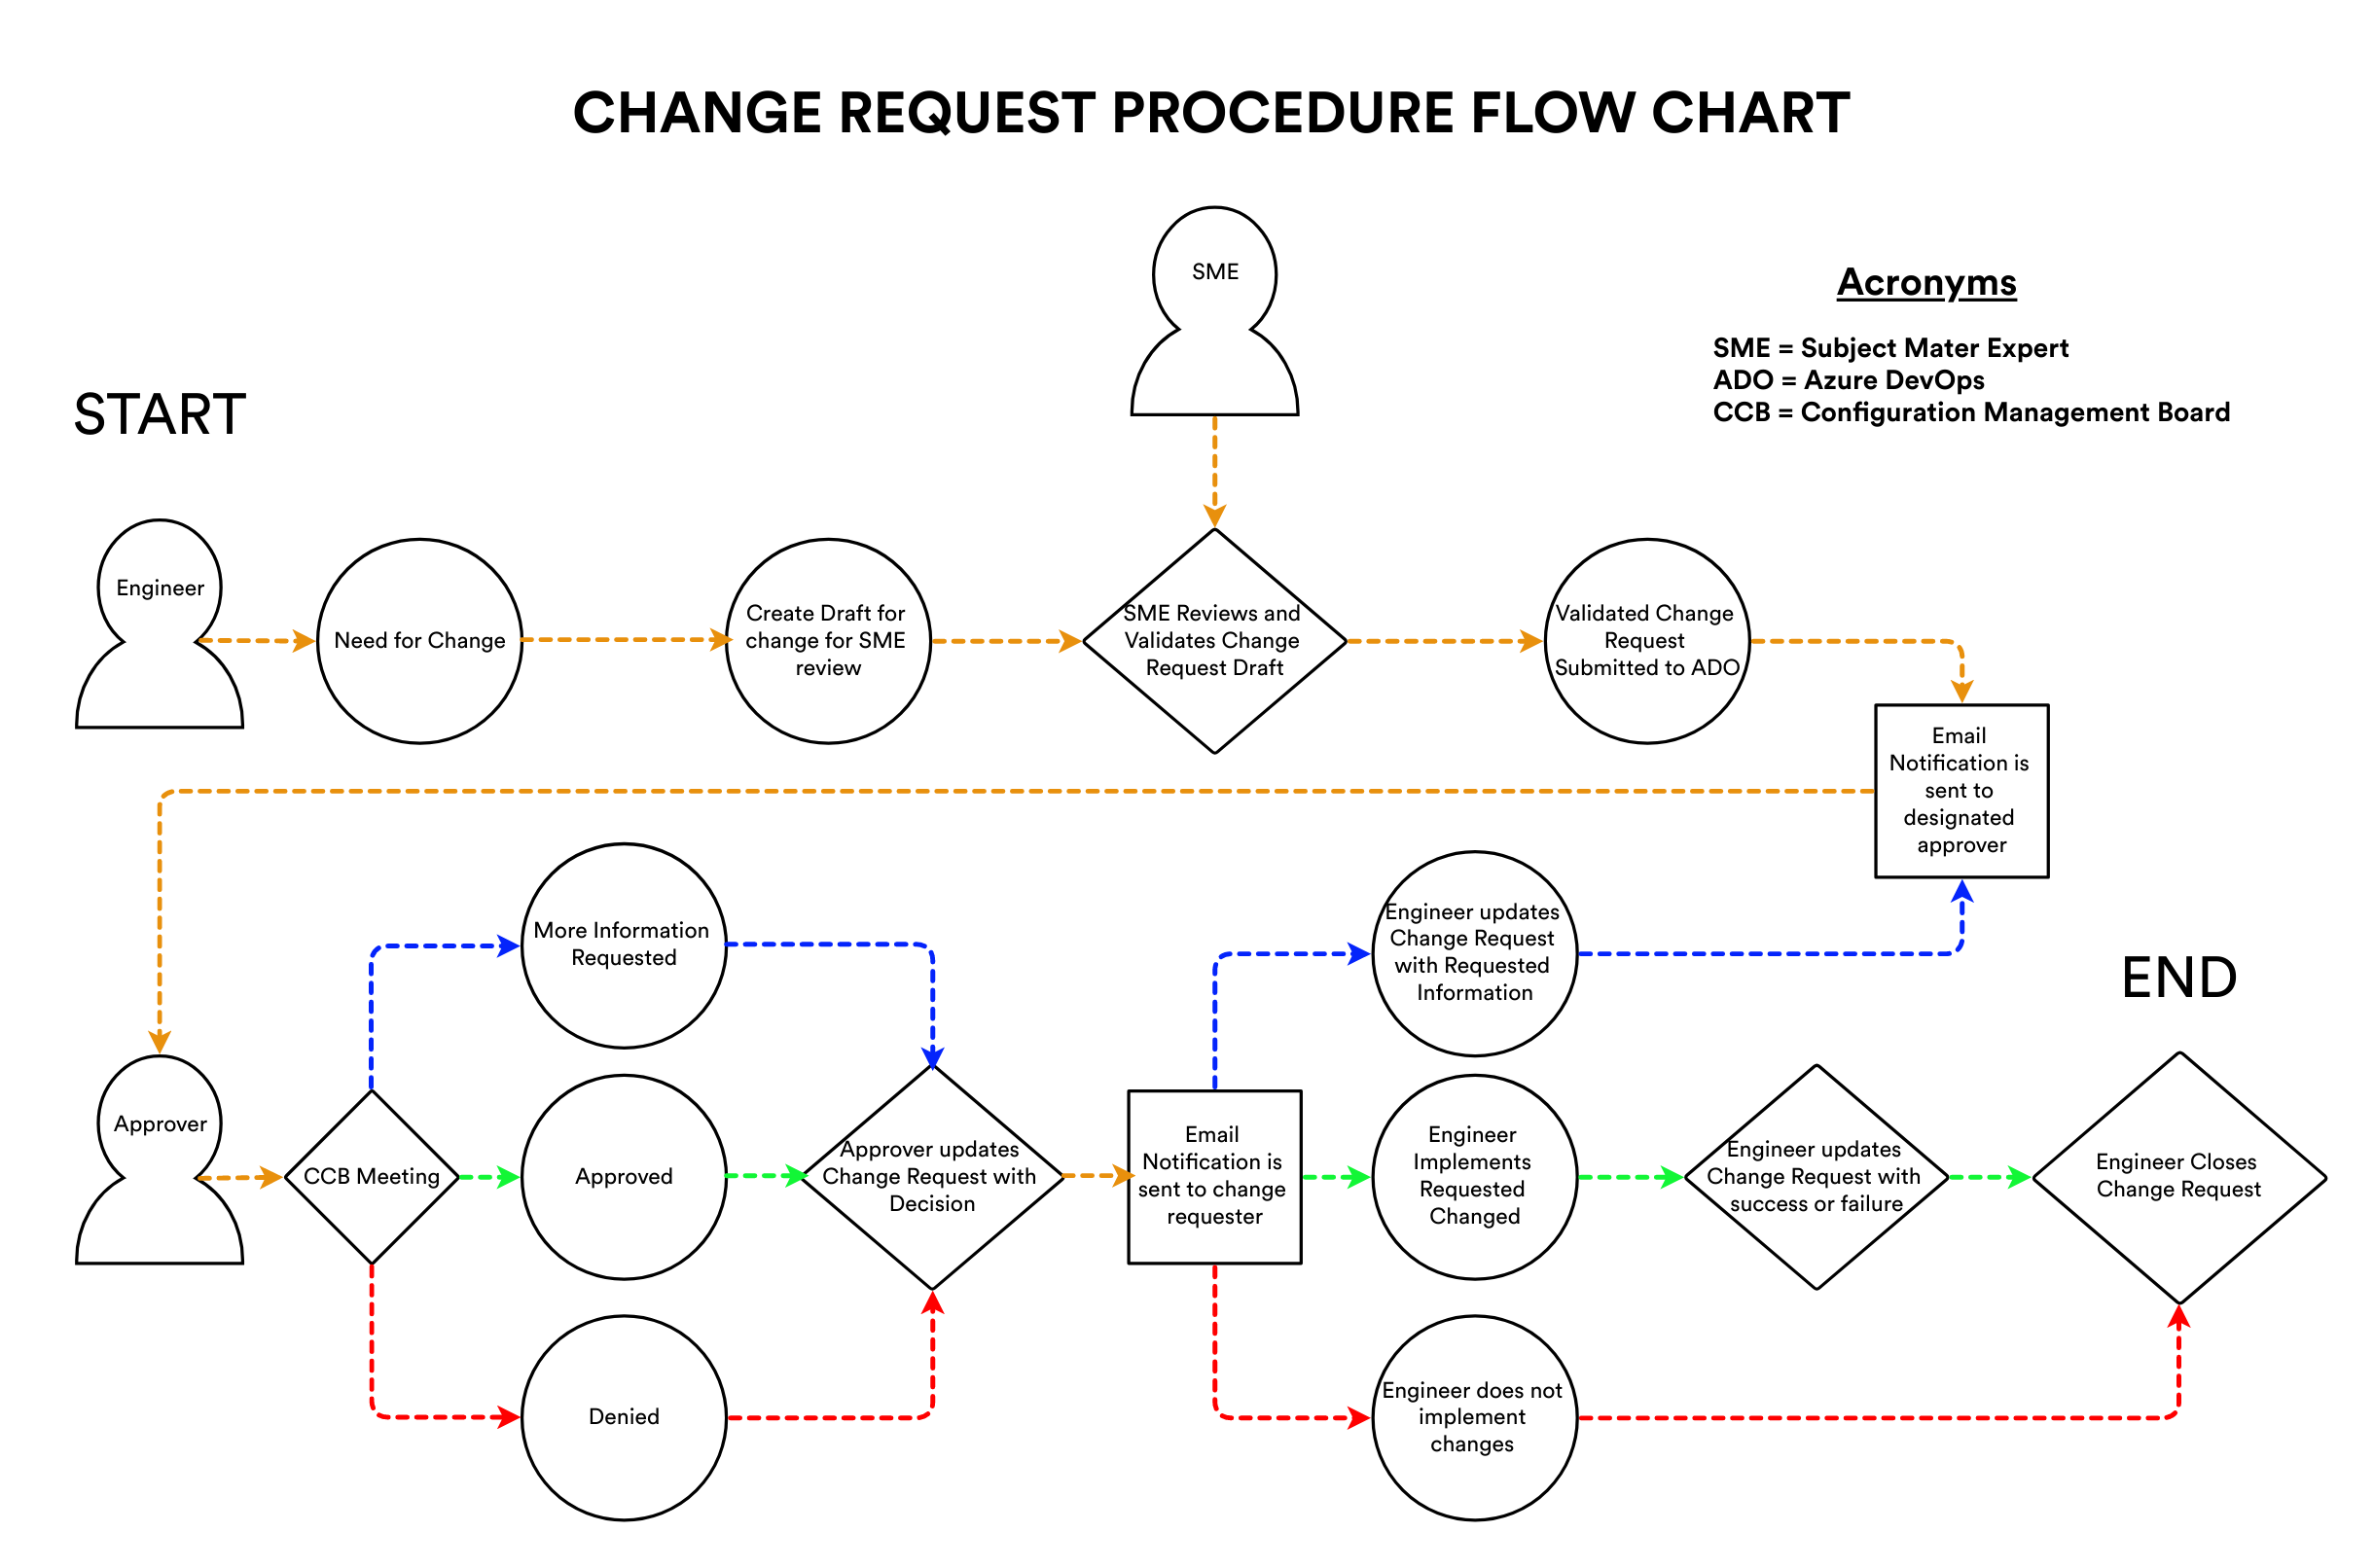 CHANGE REQUEST PROCEDURE FLOW CHART
SME
Acronyms
SME = Subject Mater Expert
ADO = Azure DevOps
CCB = Configuration Management Board
START
Engineer
Need for Change
Create Draft for
change for SME
review
SME Reviews and
Validates Change
Request Draft
Validated Change
Request
Submitted to ADO
Email
Notification is
sent to
designated
approver
More Information
Requested
Engineer updates
Change Request
with Requested
Information
END
Approver
CCB Meeting
Approved
Approver updates
Change Request with
Decision
Email
Notification is
sent to change
requester
Engineer
Implements
Requested
Changed
Engineer updates
Change Request with
success or failure
Engineer Closes
Change Request
Denied
Engineer does not
implement
changes